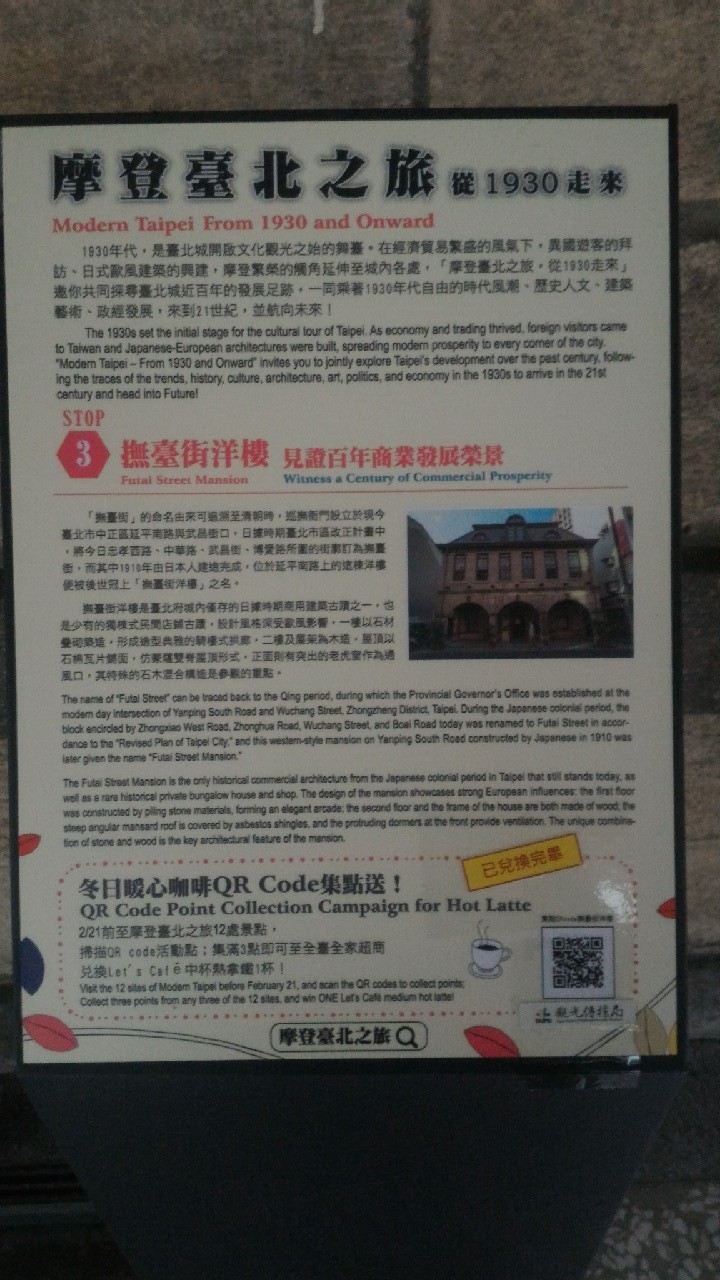 摩登臺北之旅 從1930走來
Modern Taipei From 1930 and Onward
1930年代，是臺北城開啟文化觀光之始的舞臺。在經濟貿易繁盛的風氣下，異國遊客的拜
訪、日式歐風建築的興建，摩登繁榮的觸角延伸至城內各處，「摩登臺北之旅，從1930走來」
邀你共同探尋臺北城近百年的發展足跡，一同乘著1930年代自由的時代風潮、歷史人文、建築
藝術、政經發展，來到21世紀，並航向未來！
The 1930s set the initial stage for the cultural tour of Taipei. As economy and trading thrived, foreign visitors came
to Taiwan and Japanese-European architectures were built, spreading modern prosperity to every corner of the city.
"Modern Taipei – From 1930 and Onward" invites you to jointly explore Taipei's development over the past century, follow-
ing the traces of the trends, history, culture, architecture, art, politics, and economy in the 1930s to arrive in the 21st
century and head into Future!
STOP
3 撫臺街洋樓 見證百年商業發展榮景
Futai Street Mansion Witness a Century of Commercial Prosperity
「撫臺街」的命名由來可追溯至清朝時，巡撫衙門設立於現今
臺北市中正區延平南路與武昌街口，日據時期臺北市區改正計畫中
，將今日忠孝西路、中華路、武昌街、博愛路所圍的街廓訂為撫臺
街，而其中1910年由日本人建造完成，位於延平南路上的這棟洋樓
便被後世冠上「撫臺街洋樓」之名。
撫臺街洋樓是臺北府城內僅存的日據時期商用建築古蹟之一，也
是少有的獨棟式民間店鋪古蹟，設計風格深受歐風影響，一樓以石材
疊砌築造，形成造型典雅的騎樓式拱廊，二樓及屋架為木造，屋頂以
石棉瓦片鋪面，仿蒙薩雙脊屋頂形式，正面則有突出的老虎窗作為通
風口，其特殊的石木混合構造是參觀的重點。
The name of "Futai Street" can be traced back to the Qing period, during which the Provincial Governor's Office was established at the
modern day intersection of Yanping South Road and Wuchang Street, Zhongzheng District, Taipei. During the Japanese colonial period, the
block encircled by Zhongxiao West Road, Zhonghua Road, Wuchang Street, and Boai Road today was renamed to Futai Street in accor-
dance to the "Revised Plan of Taipei City," and this western-style mansion on Yanping South Road constructed by Japanese in 1910 was
later given the name "Futai Street Mansion."
The Futai Street Mansion is the only historical commercial architecture from the Japanese colonial period in Taipei that still stands today, as
well as a rare historical private bungalow house and shop. The design of the mansion showcases strong European influences: the first floor
was constructed by piling stone materials, forming an elegant arcade; the second floor and the frame of the house are both made of wood; the
steep angular mansard roof is covered by asbestos shingles, and the protruding dormers at the front provide ventilation. The unique combina-
tion of stone and wood is the key architectural feature of the mansion.
已兌換完畢
冬日暖心咖啡QR Code集點送！
QR Code Point Collection Campaign for Hot Latte
2/21前至摩登臺北之旅12處景點，
掃描QR code活動點；集滿3點即可至全臺全家超商
兌換Let's Café中杯熱拿鐵1杯！
Visit the 12 sites of Modern Taipei before February 21, and scan the QR codes to collect points;
Collect three points from any three of the 12 sites, and win ONE Let's Café medium hot latte!
觀光傳播局
摩登臺北之旅